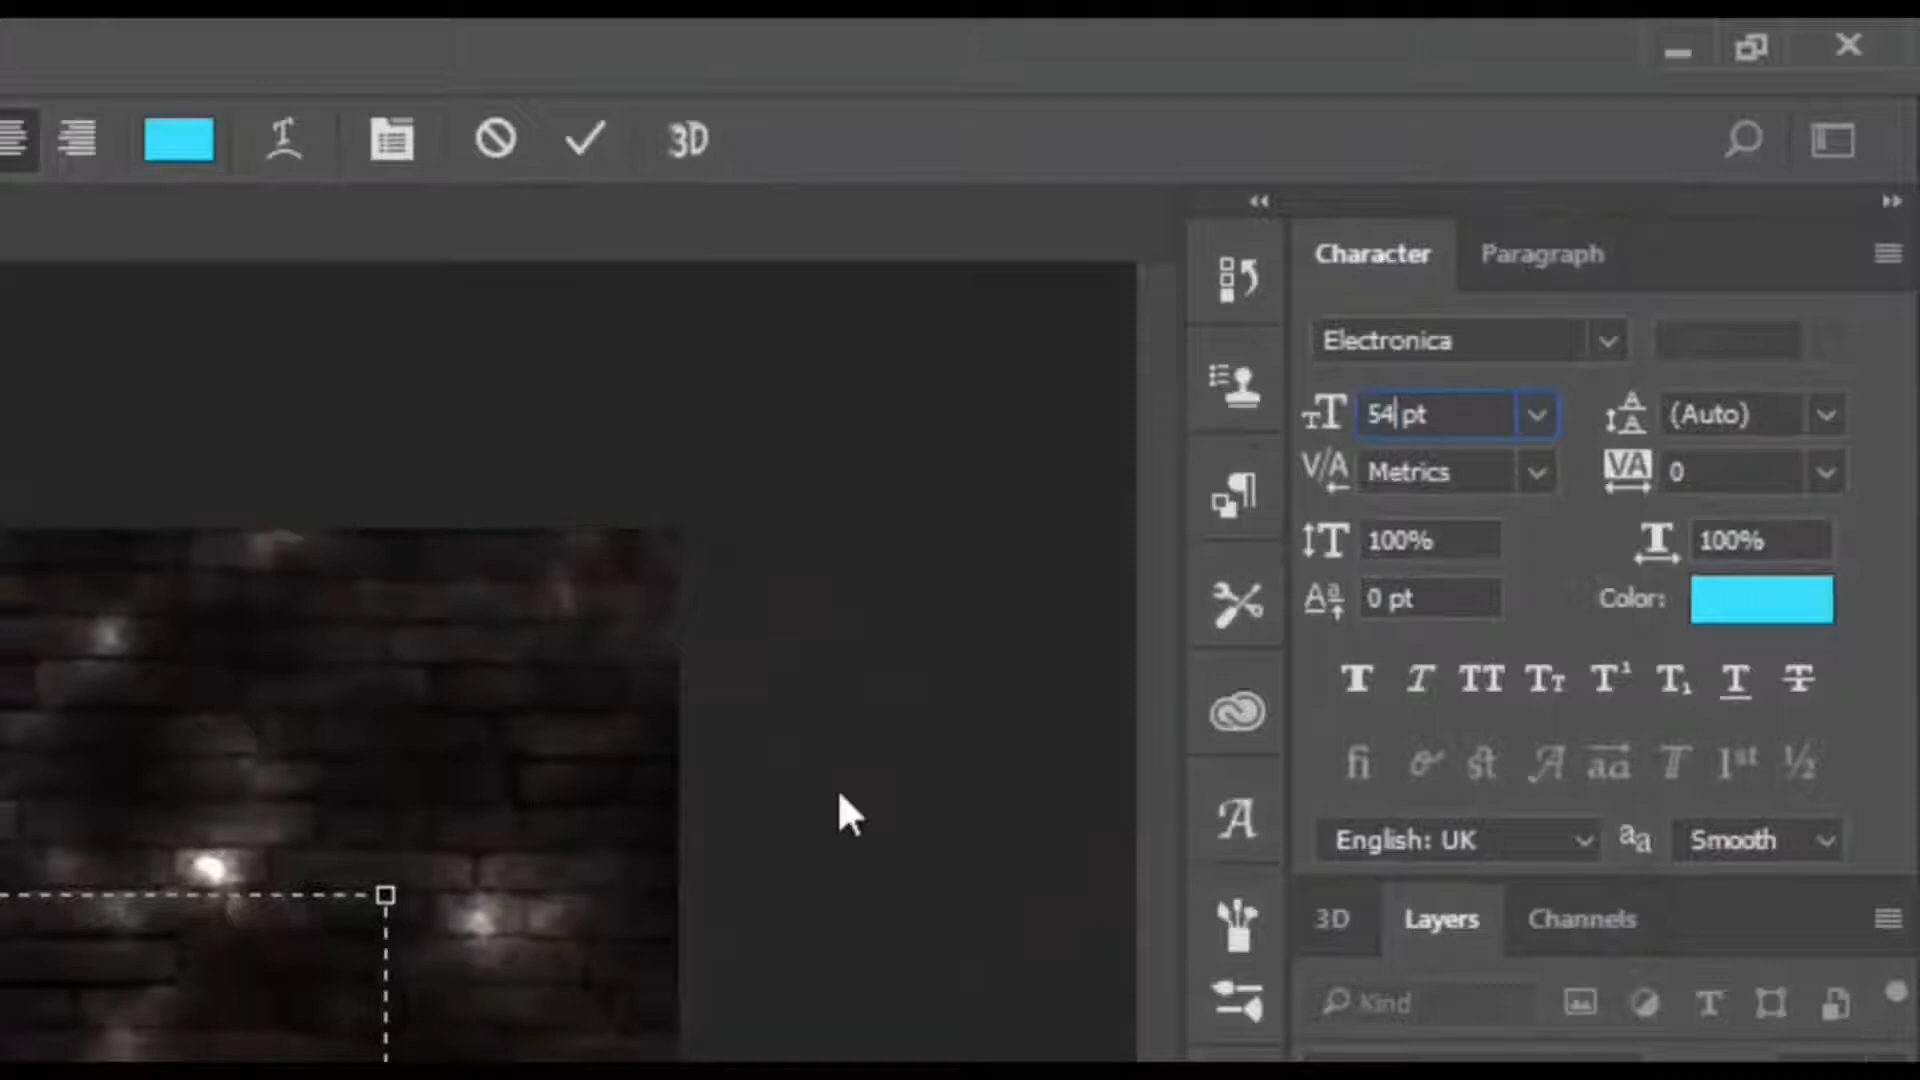 3D
Character Paragraph
Electronica
54 pt (Auto)
Metrics 0
100% 100%
0 pt Color:
English: UK Smooth
3D Layers Channels
Kind